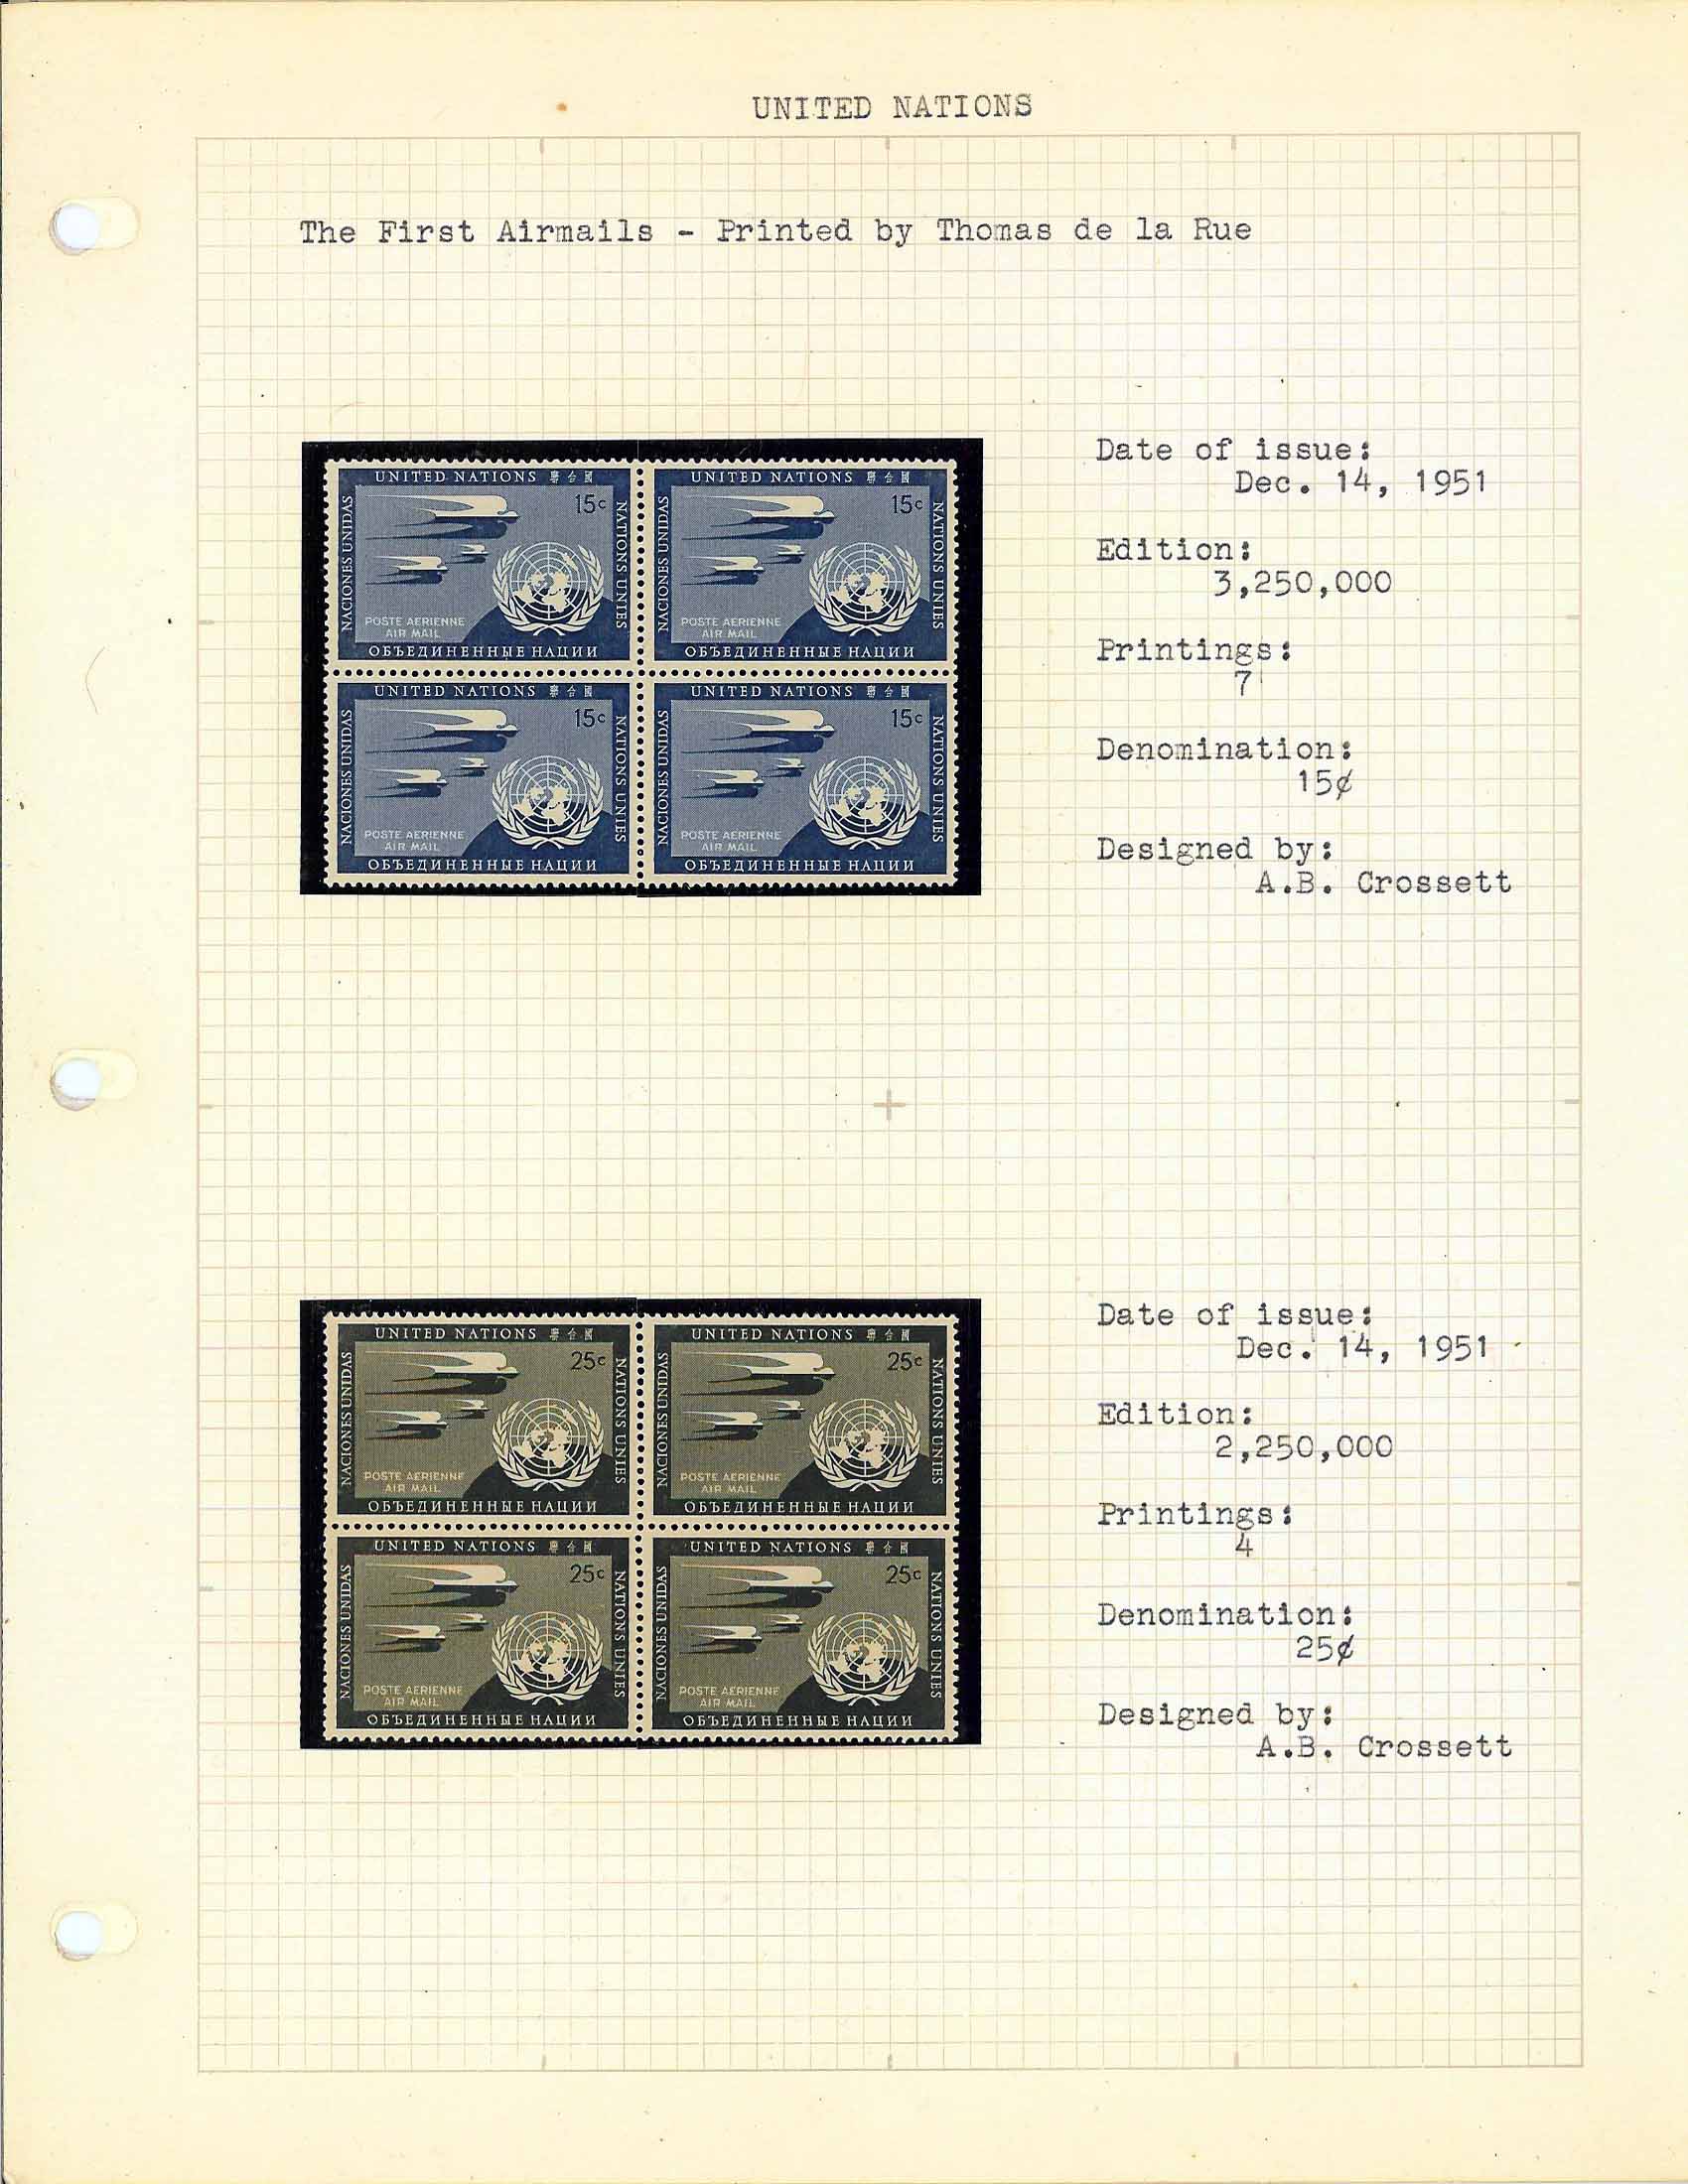 UNITED NATIONS
The First Airmails - Printed by Thomas de la Rue
UNITED NATIONS 聯合國
15c
NACIONES UNIDAS
NATIONS UNIES
POSTE AERIENNE
AIR MAIL
ОБЪЕДИНЕННЫЕ НАЦИИ
UNITED NATIONS 聯合國
15c
NACIONES UNIDAS
NATIONS UNIES
POSTE AERIENNE
AIR MAIL
ОБЪЕДИНЕННЫЕ НАЦИИ
UNITED NATIONS 聯合國
15c
NACIONES UNIDAS
NATIONS UNIES
POSTE AERIENNE
AIR MAIL
ОБЪЕДИНЕННЫЕ НАЦИИ
UNITED NATIONS 聯合國
15c
NACIONES UNIDAS
NATIONS UNIES
POSTE AERIENNE
AIR MAIL
ОБЪЕДИНЕННЫЕ НАЦИИ
Date of issue:
Dec. 14, 1951
Edition:
3,250,000
Printings:
7
Denomination:
15¢
Designed by:
A.B. Crossett
UNITED NATIONS 聯合國
25c
NACIONES UNIDAS
NATIONS UNIES
POSTE AERIENNE
AIR MAIL
ОБЪЕДИНЕННЫЕ НАЦИИ
UNITED NATIONS 聯合國
25c
NACIONES UNIDAS
NATIONS UNIES
POSTE AERIENNE
AIR MAIL
ОБЪЕДИНЕННЫЕ НАЦИИ
UNITED NATIONS 聯合國
25c
NACIONES UNIDAS
NATIONS UNIES
POSTE AERIENNE
AIR MAIL
ОБЪЕДИНЕННЫЕ НАЦИИ
UNITED NATIONS 聯合國
25c
NACIONES UNIDAS
NATIONS UNIES
POSTE AERIENNE
AIR MAIL
ОБЪЕДИНЕННЫЕ НАЦИИ
Date of issue:
Dec. 14, 1951
Edition:
2,250,000
Printings:
4
Denomination:
25¢
Designed by:
A.B. Crossett